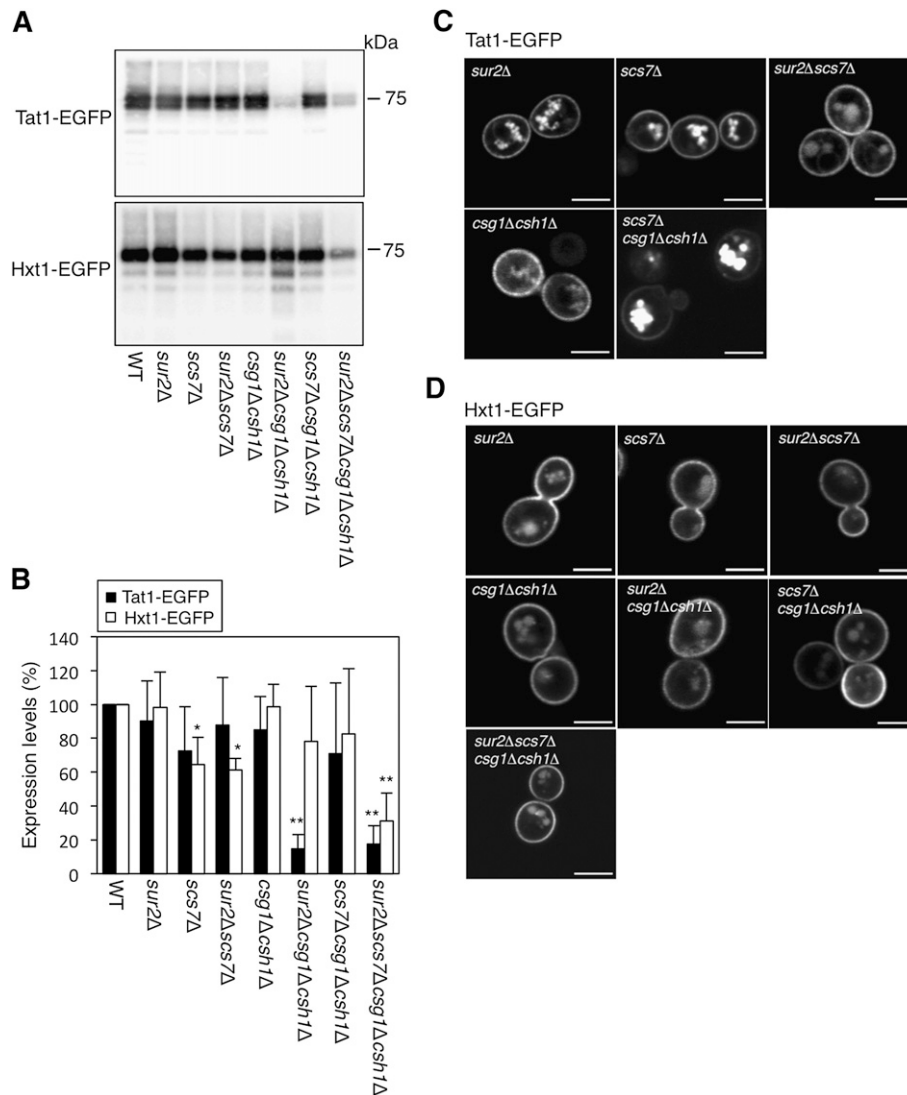 A
kDa
Tat1-EGFP
75
Hxt1-EGFP
75
WT
sur2Δ
scs7Δ
sur2Δscs7Δ
csg1Δcsh1Δ
sur2Δcsg1Δcsh1Δ
scs7Δcsg1Δcsh1Δ
sur2Δscs7Δcsg1Δcsh1Δ
B
Tat1-EGFP
Hxt1-EGFP
Expression levels (%)
140
120
100
80
60
40
20
0
*
*
**
**
**
WT
sur2Δ
scs7Δ
sur2Δscs7Δ
csg1Δcsh1Δ
sur2Δcsg1Δcsh1Δ
scs7Δcsg1Δcsh1Δ
sur2Δscs7Δcsg1Δcsh1Δ
C
Tat1-EGFP
sur2Δ
scs7Δ
sur2Δscs7Δ
csg1Δcsh1Δ
scs7Δ
csg1Δcsh1Δ
D
Hxt1-EGFP
sur2Δ
scs7Δ
sur2Δscs7Δ
csg1Δcsh1Δ
sur2Δ
csg1Δcsh1Δ
scs7Δ
csg1Δcsh1Δ
sur2Δscs7Δ
csg1Δcsh1Δ